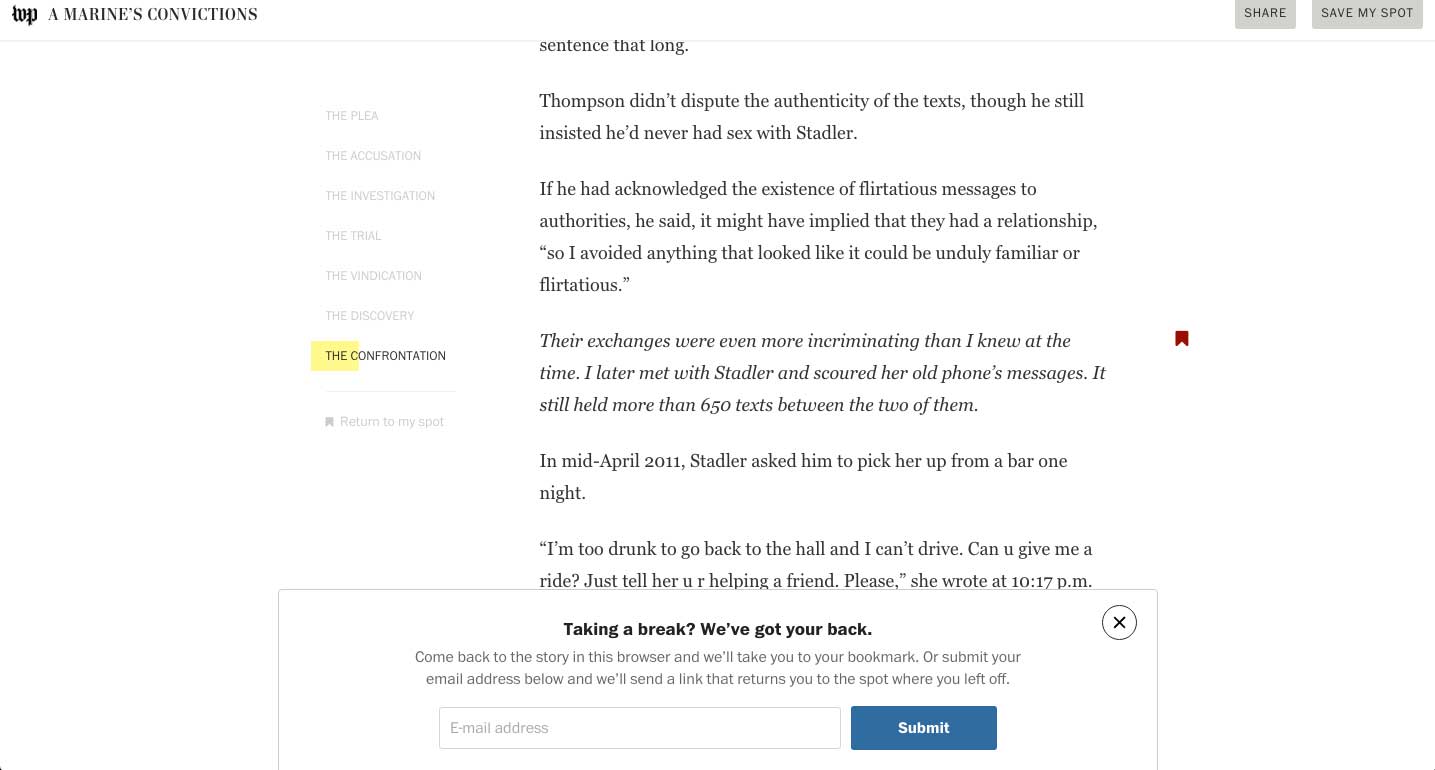 wp A MARINE’S CONVICTIONS
SHARE
SAVE MY SPOT
THE PLEA
THE ACCUSATION
THE INVESTIGATION
THE TRIAL
THE VINDICATION
THE DISCOVERY
THE CONFRONTATION
Return to my spot
sentence that long.
Thompson didn’t dispute the authenticity of the texts, though he still
insisted he’d never had sex with Stadler.
If he had acknowledged the existence of flirtatious messages to
authorities, he said, it might have implied that they had a relationship,
“so I avoided anything that looked like it could be unduly familiar or
flirtatious.”
Their exchanges were even more incriminating than I knew at the
time. I later met with Stadler and scoured her old phone’s messages. It
still held more than 650 texts between the two of them.
In mid-April 2011, Stadler asked him to pick her up from a bar one
night.
“I’m too drunk to go back to the hall and I can’t drive. Can u give me a
ride? Just tell her u r helping a friend. Please,” she wrote at 10:17 p.m.
Taking a break? We’ve got your back.
Come back to the story in this browser and we’ll take you to your bookmark. Or submit your
email address below and we’ll send a link that returns you to the spot where you left off.
E-mail address
Submit